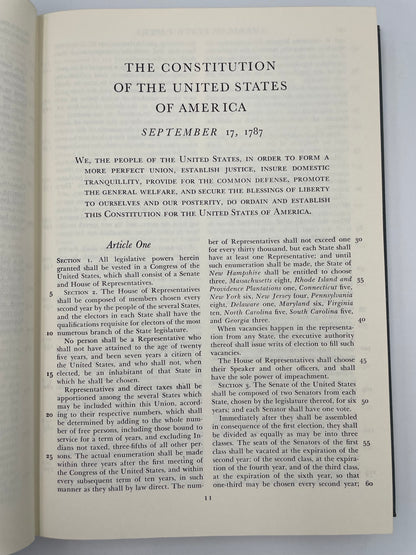 THE CONSTITUTION
OF THE UNITED STATES
OF AMERICA
SEPTEMBER 17, 1787
WE, THE PEOPLE OF THE UNITED STATES, IN ORDER TO FORM A
MORE PERFECT UNION, ESTABLISH JUSTICE, INSURE DOMESTIC
TRANQUILLITY, PROVIDE FOR THE COMMON DEFENSE, PROMOTE
THE GENERAL WELFARE, AND SECURE THE BLESSINGS OF LIBERTY
TO OURSELVES AND OUR POSTERITY, DO ORDAIN AND ESTABLISH
THIS CONSTITUTION FOR THE UNITED STATES OF AMERICA.
Article One
SECTION 1. All legislative powers herein
granted shall be vested in a Congress of the
United States, which shall consist of a Senate
and House of Representatives.
5 SECTION 2. The House of Representatives
shall be composed of members chosen every
second year by the people of the several States,
and the electors in each State shall have the
qualifications requisite for electors of the most
10 numerous branch of the State legislature.
No person shall be a Representative who
shall not have attained to the age of twenty
five years, and been seven years a citizen of
the United States, and who shall not, when
15 elected, be an inhabitant of that State in
which he shall be chosen.
Representatives and direct taxes shall be
apportioned among the several States which
may be included within this Union, accord-
20 ing to their respective numbers, which shall
be determined by adding to the whole num-
ber of free persons, including those bound to
service for a term of years, and excluding In-
dians not taxed, three-fifths of all other per-
25 sons. The actual enumeration shall be made
within three years after the first meeting of
the Congress of the United States, and within
every subsequent term of ten years, in such
manner as they shall by law direct. The num-
ber of Representatives shall not exceed one 30
for every thirty thousand, but each State shall
have at least one Representative; and until
such enumeration shall be made, the State of
New Hampshire shall be entitled to choose
three, Massachusetts eight, Rhode Island and 35
Providence Plantations one, Connecticut five,
New York six, New Jersey four, Pennsylvania
eight, Delaware one, Maryland six, Virginia
ten, North Carolina five, South Carolina five,
and Georgia three. 40
When vacancies happen in the represen-
tation from any State, the executive authority
thereof shall issue writs of election to fill such
vacancies.
The House of Representatives shall choose 45
their Speaker and other officers, and shall
have the sole power of impeachment.
SECTION 3. The Senate of the United States
shall be composed of two Senators from each
State, chosen by the legislature thereof, for six 50
years; and each Senator shall have one vote.
Immediately after they shall be assembled
in consequence of the first election, they shall
be divided as equally as may be into three
classes. The seats of the Senators of the first 55
class shall be vacated at the expiration of the
second year; of the second class, at the expira-
tion of the fourth year, and of the third class,
at the expiration of the sixth year, so that
one-third may be chosen every second year; 60
11